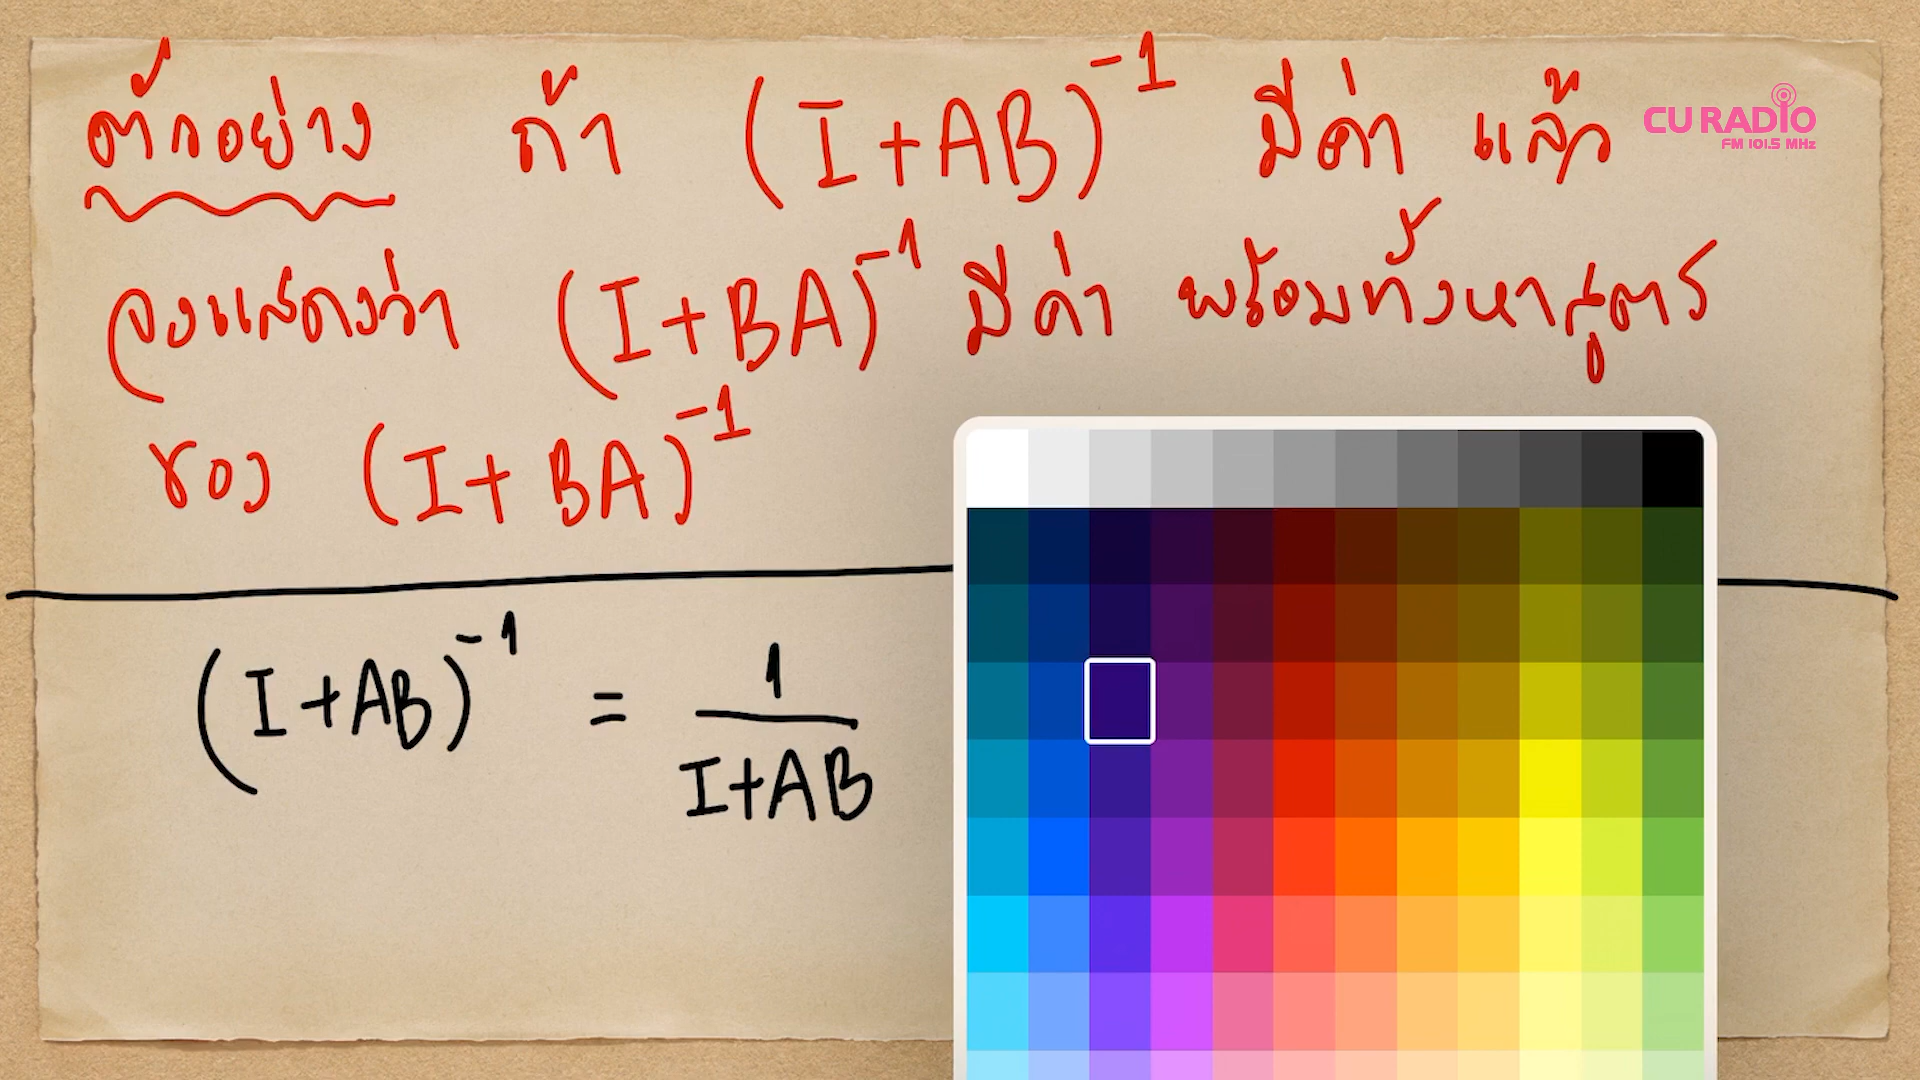 ตัวอย่าง ถ้า (I+AB)⁻¹ มีค่า แล้ว
จงแสดงว่า (I+BA)⁻¹ มีค่า พร้อมทั้งหาสูตร
ของ (I+BA)⁻¹
(I+AB)⁻¹ = 1/(I+AB)
CU RADIO
FM 101.5 MHz